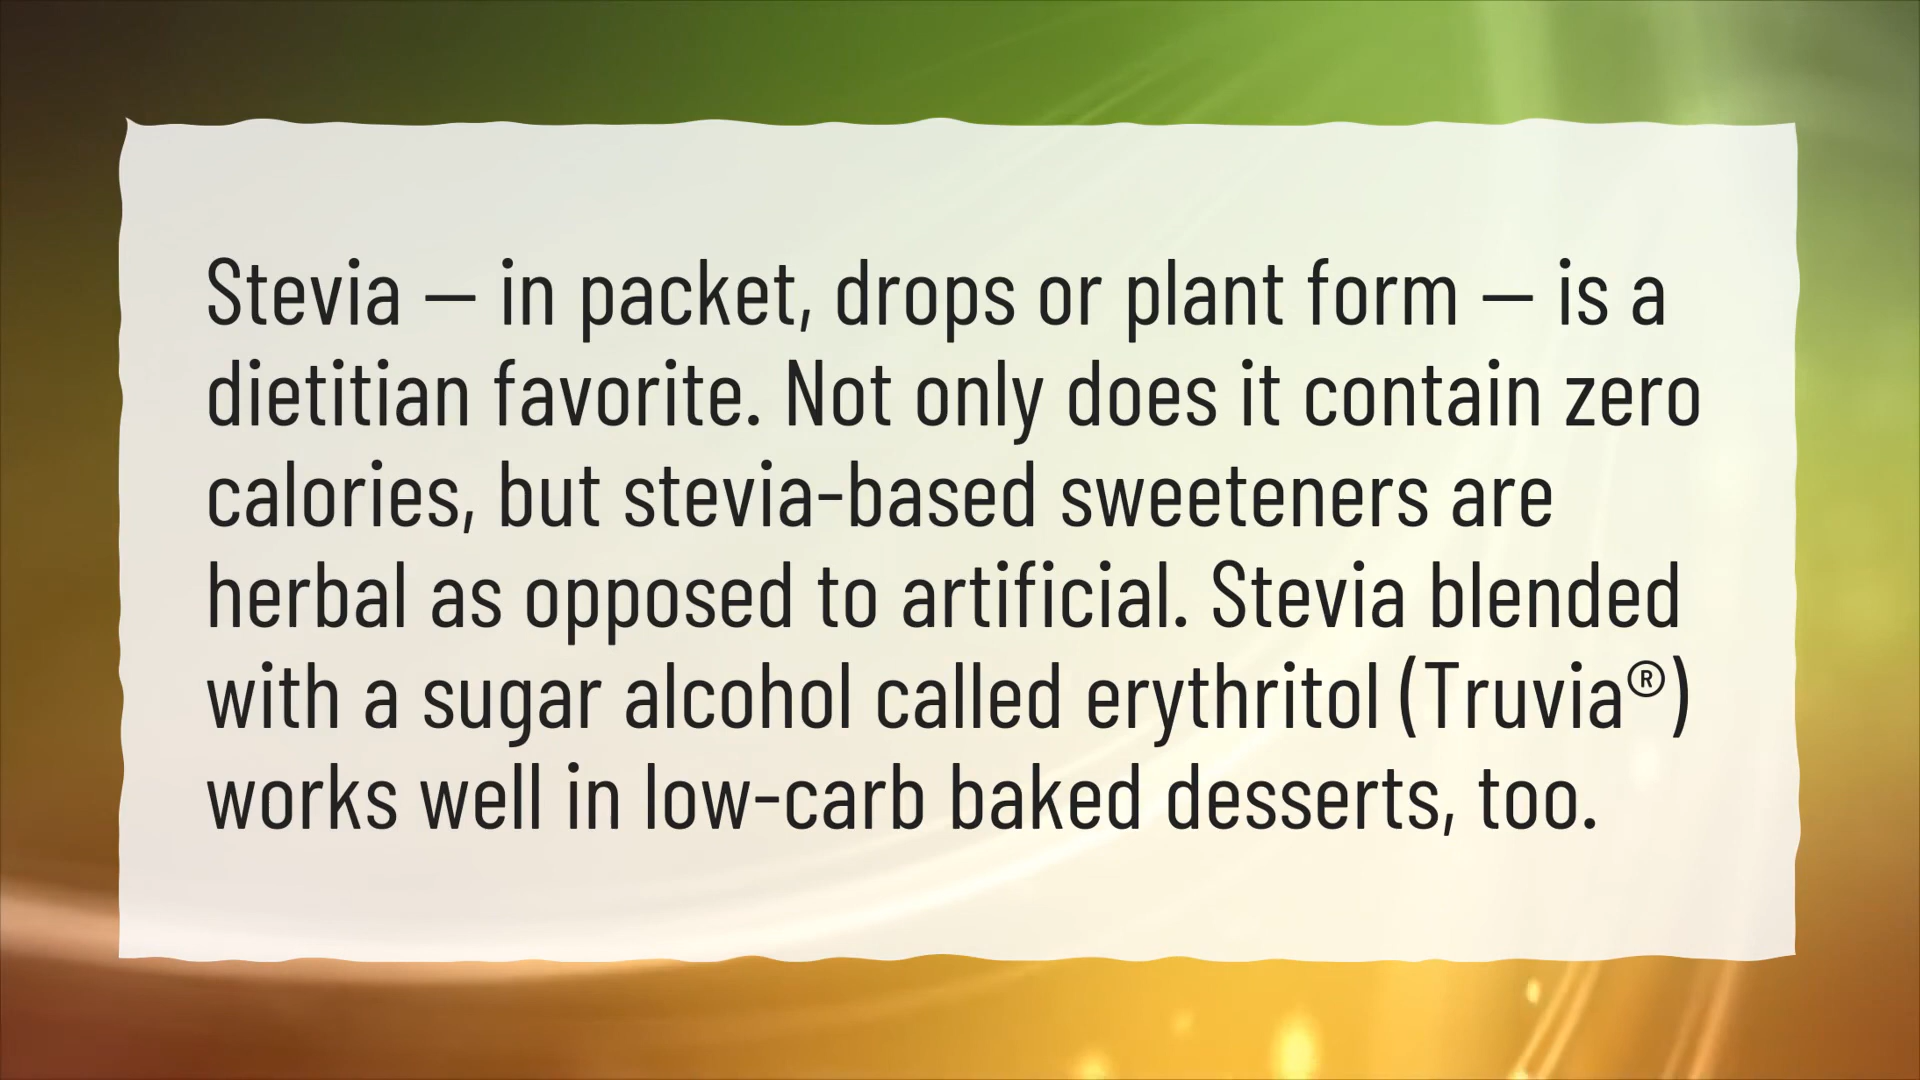 Stevia — in packet, drops or plant form — is a
dietitian favorite. Not only does it contain zero
calories, but stevia-based sweeteners are
herbal as opposed to artificial. Stevia blended
with a sugar alcohol called erythritol (Truvia®)
works well in low-carb baked desserts, too.